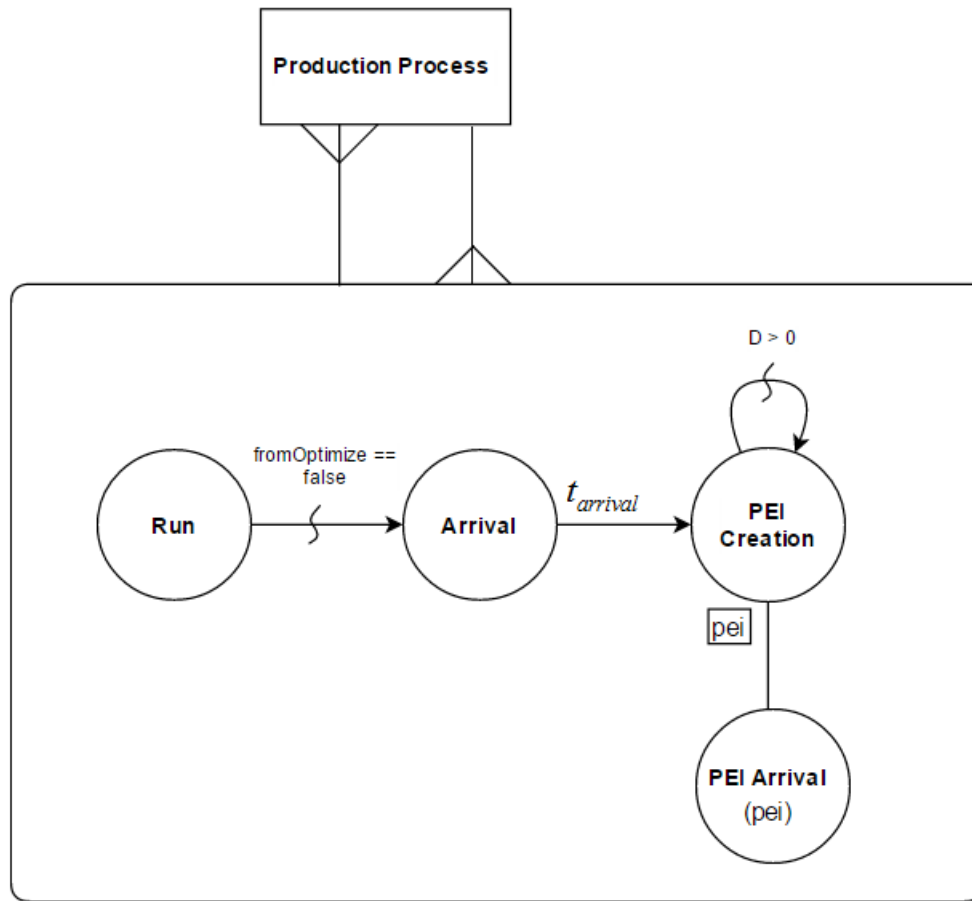 Production Process
D > 0
fromOptimize ==
false
Run
Arrival
t_arrival
PEI
Creation
pei
PEI Arrival
(pei)